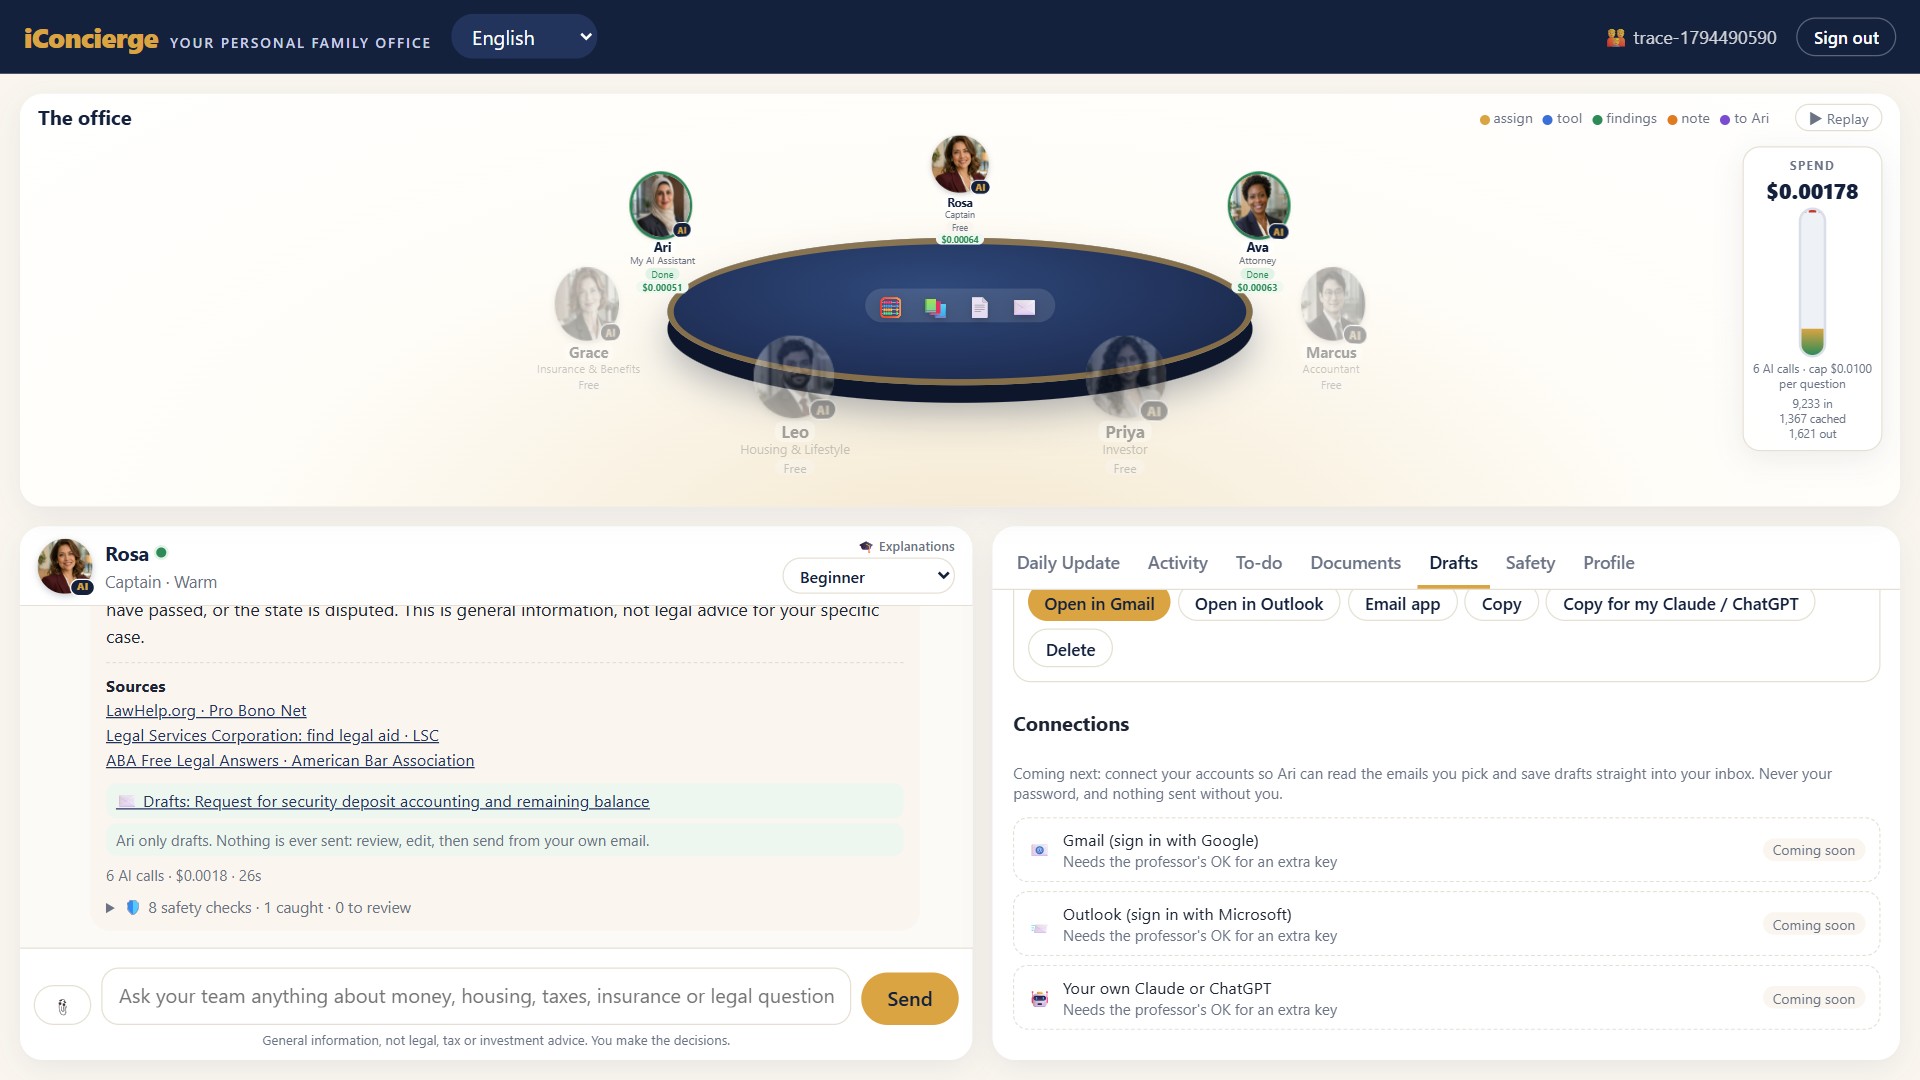 iConcierge YOUR PERSONAL FAMILY OFFICE English trace-1794490590 Sign out
The office
assign tool findings note to Ari Replay
Rosa
Captain
Free
$0.00064
AI
Ari
My AI Assistant
Done
$0.00051
AI
Ava
Attorney
Done
$0.00063
AI
Grace
Insurance & Benefits
Free
AI
Marcus
Accountant
Free
AI
Leo
Housing & Lifestyle
Free
AI
Priya
Investor
Free
AI
SPEND
$0.00178
6 AI calls · cap $0.0100
per question
9,233 in
1,367 cached
1,621 out
Rosa
Captain · Warm
AI
Explanations
Beginner
have passed, or the state is disputed. This is general information, not legal advice for your specific
case.
Sources
LawHelp.org · Pro Bono Net
Legal Services Corporation: find legal aid · LSC
ABA Free Legal Answers · American Bar Association
Drafts: Request for security deposit accounting and remaining balance
Ari only drafts. Nothing is ever sent: review, edit, then send from your own email.
6 AI calls · $0.0018 · 26s
8 safety checks · 1 caught · 0 to review
Ask your team anything about money, housing, taxes, insurance or legal question
Send
General information, not legal, tax or investment advice. You make the decisions.
Daily Update Activity To-do Documents Drafts Safety Profile
Open in Gmail Open in Outlook Email app Copy Copy for my Claude / ChatGPT
Delete
Connections
Coming next: connect your accounts so Ari can read the emails you pick and save drafts straight into your inbox. Never your
password, and nothing sent without you.
Gmail (sign in with Google)
Needs the professor's OK for an extra key
Coming soon
Outlook (sign in with Microsoft)
Needs the professor's OK for an extra key
Coming soon
Your own Claude or ChatGPT
Needs the professor's OK for an extra key
Coming soon